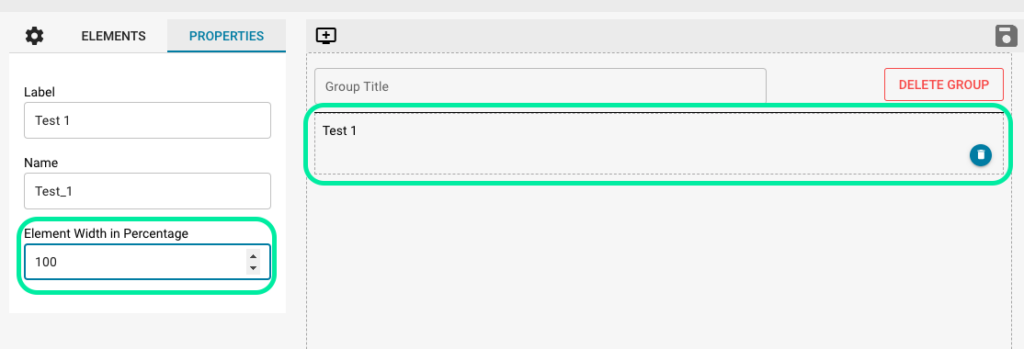 ELEMENTS
PROPERTIES
Label
Test 1
Name
Test_1
Element Width in Percentage
100
Group Title
DELETE GROUP
Test 1